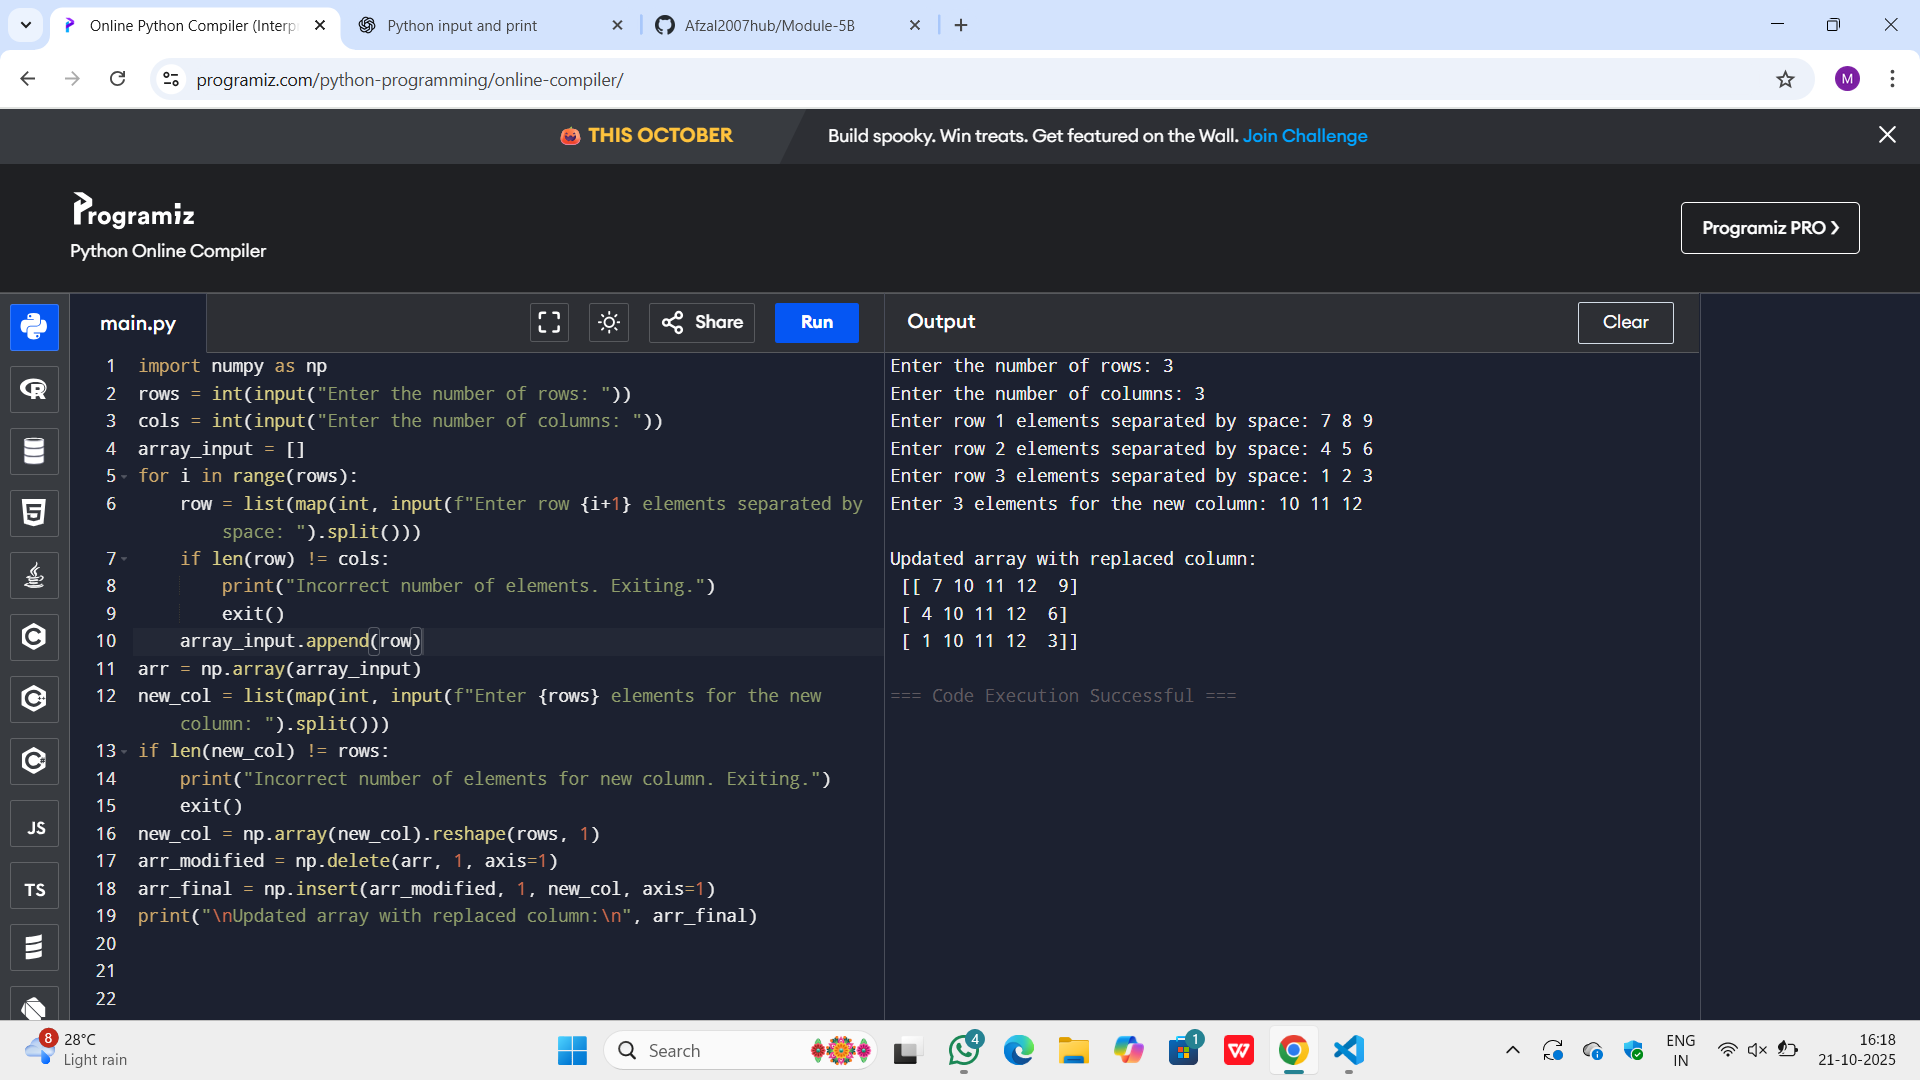 Online Python Compiler (Interp
Python input and print
Afzal2007hub/Module-5B
programiz.com/python-programming/online-compiler/
M
THIS OCTOBER
Build spooky. Win treats. Get featured on the Wall. Join Challenge
Programiz
Python Online Compiler
Programiz PRO ❯
main.py
Share
Run
Output
Clear
1 import numpy as np
2 rows = int(input("Enter the number of rows: "))
3 cols = int(input("Enter the number of columns: "))
4 array_input = []
5 for i in range(rows):
6 row = list(map(int, input(f"Enter row {i+1} elements separated by
space: ").split()))
7 if len(row) != cols:
8 print("Incorrect number of elements. Exiting.")
9 exit()
10 array_input.append(row)
11 arr = np.array(array_input)
12 new_col = list(map(int, input(f"Enter {rows} elements for the new
column: ").split()))
13 if len(new_col) != rows:
14 print("Incorrect number of elements for new column. Exiting.")
15 exit()
16 new_col = np.array(new_col).reshape(rows, 1)
17 arr_modified = np.delete(arr, 1, axis=1)
18 arr_final = np.insert(arr_modified, 1, new_col, axis=1)
19 print("\nUpdated array with replaced column:\n", arr_final)
20
21
22
Enter the number of rows: 3
Enter the number of columns: 3
Enter row 1 elements separated by space: 7 8 9
Enter row 2 elements separated by space: 4 5 6
Enter row 3 elements separated by space: 1 2 3
Enter 3 elements for the new column: 10 11 12
Updated array with replaced column:
[[ 7 10 11 12  9]
[ 4 10 11 12  6]
[ 1 10 11 12  3]]
=== Code Execution Successful ===
JS
TS
8
28°C
Light rain
Search
4
1
ENG
IN
16:18
21-10-2025